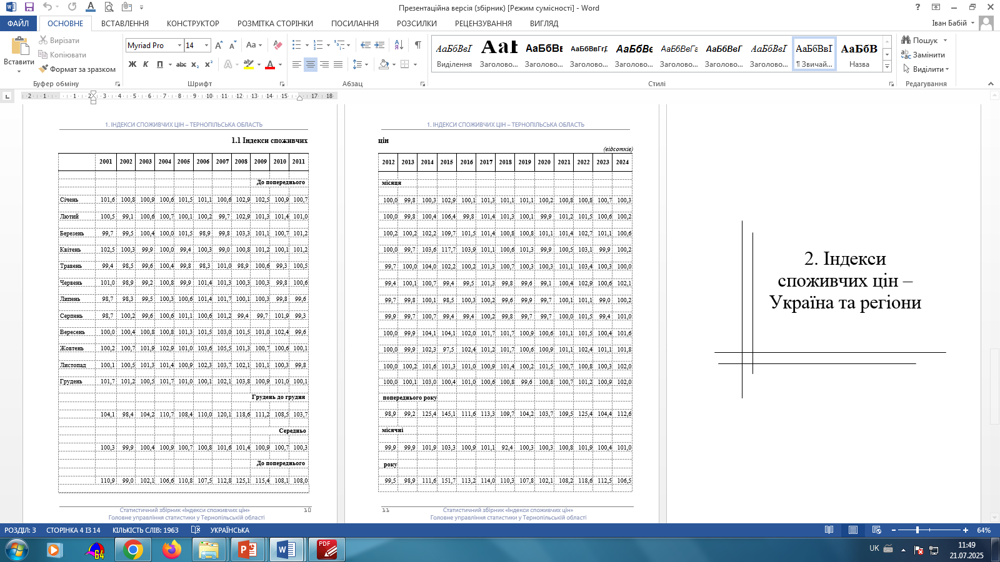 Презентаційна версія (збірник) [Режим сумісності] - Word
ФАЙЛ ОСНОВНЕ ВСТАВЛЕННЯ КОНСТРУКТОР РОЗМІТКА СТОРІНКИ ПОСИЛАННЯ РОЗСИЛКИ РЕЦЕНЗУВАННЯ ВИГЛЯД Іван Бабій
Вставити
Вирізати
Копіювати
Формат за зразком
Буфер обміну
Myriad Pro 14
Шрифт
Абзац
Виділення Заголово... Заголово... Заголово... Заголово... Заголово... Заголово... Заголово... ¶ Звичай... Назва
Стилі
Пошук
Замінити
Виділити
Редагування
1. ІНДЕКСИ СПОЖИВЧИХ ЦІН – ТЕРНОПІЛЬСЬКА ОБЛАСТЬ
1.1 Індекси споживчих
2001 2002 2003 2004 2005 2006 2007 2008 2009 2010 2011
До попереднього
Січень 101,6 100,8 100,9 100,6 101,5 101,1 100,6 102,9 102,5 100,9 100,7
Лютий 100,5 99,1 100,6 100,7 100,1 100,2 99,7 102,9 101,3 101,4 101,0
Березень 99,7 99,5 100,4 100,0 101,5 98,9 99,8 103,3 101,1 100,7 101,2
Квітень 102,5 100,3 99,9 100,0 99,4 100,3 99,0 100,8 101,2 100,1 101,2
Травень 99,4 98,5 99,6 100,4 99,8 98,3 101,0 98,9 100,6 99,3 100,5
Червень 101,0 98,9 99,2 100,8 99,9 101,4 101,3 100,3 100,3 99,8 100,6
Липень 98,7 98,3 99,5 100,3 100,6 101,4 101,7 100,1 100,3 99,8 99,6
Серпень 98,7 100,2 99,6 100,6 101,1 100,6 101,2 99,4 99,7 101,9 99,3
Вересень 100,0 100,4 100,8 100,8 101,3 101,5 103,0 101,5 101,0 102,4 99,6
Жовтень 100,2 100,7 101,9 102,9 101,0 103,6 105,5 101,3 100,7 100,6 100,1
Листопад 100,1 100,5 101,3 101,4 100,9 102,3 103,7 102,1 101,1 100,3 99,8
Грудень 101,7 101,2 100,5 101,7 101,0 100,1 102,1 103,8 100,9 101,0 100,1
Грудень до грудня
104,1 98,4 104,2 110,7 108,4 110,0 120,1 118,6 111,2 108,5 103,7
Середньо
100,3 99,9 100,4 100,9 100,7 100,8 101,6 101,4 100,9 100,7 100,3
До попереднього
110,9 99,0 102,1 106,6 110,8 107,5 112,8 125,1 115,4 108,1 108,0
Статистичний збірник «Індекси споживчих цін» 10
Головне управління статистики у Тернопільській області
1. ІНДЕКСИ СПОЖИВЧИХ ЦІН – ТЕРНОПІЛЬСЬКА ОБЛАСТЬ
цін
(відсотків)
2012 2013 2014 2015 2016 2017 2018 2019 2020 2021 2022 2023 2024
місяця
100,0 99,8 100,3 102,9 100,1 101,3 101,1 101,1 100,2 100,8 100,8 100,7 100,3
100,0 99,8 100,4 106,4 99,8 101,4 101,3 100,1 99,9 101,2 101,5 100,6 100,2
100,2 100,2 102,2 109,7 101,5 101,4 100,8 100,8 101,1 101,4 102,7 101,1 100,6
100,0 99,7 103,6 117,7 103,9 101,1 100,6 101,3 99,9 100,5 103,1 99,9 100,2
99,7 100,0 104,0 102,2 100,2 101,3 100,7 100,3 100,3 101,1 103,4 100,3 100,0
99,4 100,1 100,7 99,4 99,5 101,3 99,8 99,6 99,1 100,4 102,9 100,6 102,1
99,7 99,8 100,1 98,5 100,3 100,2 99,6 99,9 99,7 100,1 101,1 99,0 100,2
99,9 99,7 100,7 99,4 99,4 100,2 99,8 99,7 99,7 100,0 101,5 99,4 101,0
100,0 99,9 104,1 104,1 102,0 101,7 101,7 100,9 100,6 101,1 101,5 100,4 101,6
100,0 99,9 102,3 97,5 102,4 101,2 101,7 100,6 100,9 101,1 102,4 101,1 101,8
100,0 100,2 101,6 101,3 101,0 100,9 101,4 100,2 101,5 100,7 100,8 100,3 102,0
100,0 100,1 103,0 100,4 101,0 100,6 100,8 99,6 100,8 100,7 101,2 100,9 102,0
попереднього року
98,9 99,2 125,4 145,1 111,6 113,3 109,7 104,2 103,7 109,5 125,4 104,4 112,6
місячні
99,9 99,9 101,9 103,3 100,9 101,1 92,4 100,3 100,3 100,8 101,9 100,4 101,0
року
99,5 98,9 111,6 151,7 113,2 114,0 110,3 107,8 102,1 108,2 118,6 112,5 106,5
11 Статистичний збірник «Індекси споживчих цін»
Головне управління статистики у Тернопільській області
2. Індекси
споживчих цін –
Україна та регіони
РОЗДІЛ: 3 СТОРІНКА 4 ІЗ 14 КІЛЬКІСТЬ СЛІВ: 1963 УКРАЇНСЬКА 64%
UK 11:49
21.07.2025